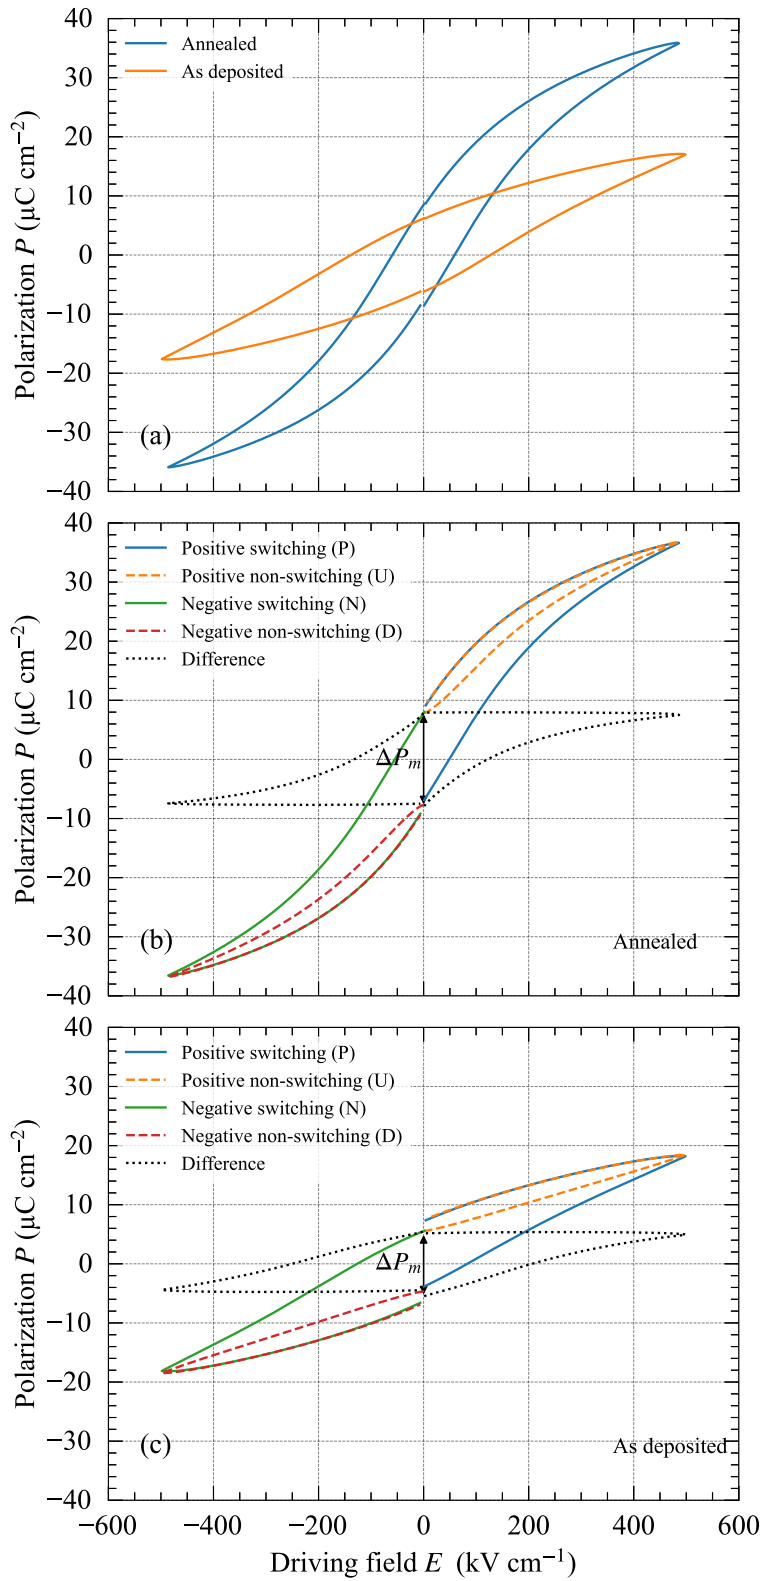 40
30
20
10
0
−10
−20
−30
−40
Polarization P (μC cm⁻²)
Annealed
As deposited
(a)
40
30
20
10
0
−10
−20
−30
−40
Polarization P (μC cm⁻²)
Positive switching (P)
Positive non-switching (U)
Negative switching (N)
Negative non-switching (D)
Difference
ΔPₘ
(b)
Annealed
40
30
20
10
0
−10
−20
−30
−40
Polarization P (μC cm⁻²)
Positive switching (P)
Positive non-switching (U)
Negative switching (N)
Negative non-switching (D)
Difference
ΔPₘ
(c)
As deposited
−600 −400 −200 0 200 400 600
Driving field E (kV cm⁻¹)